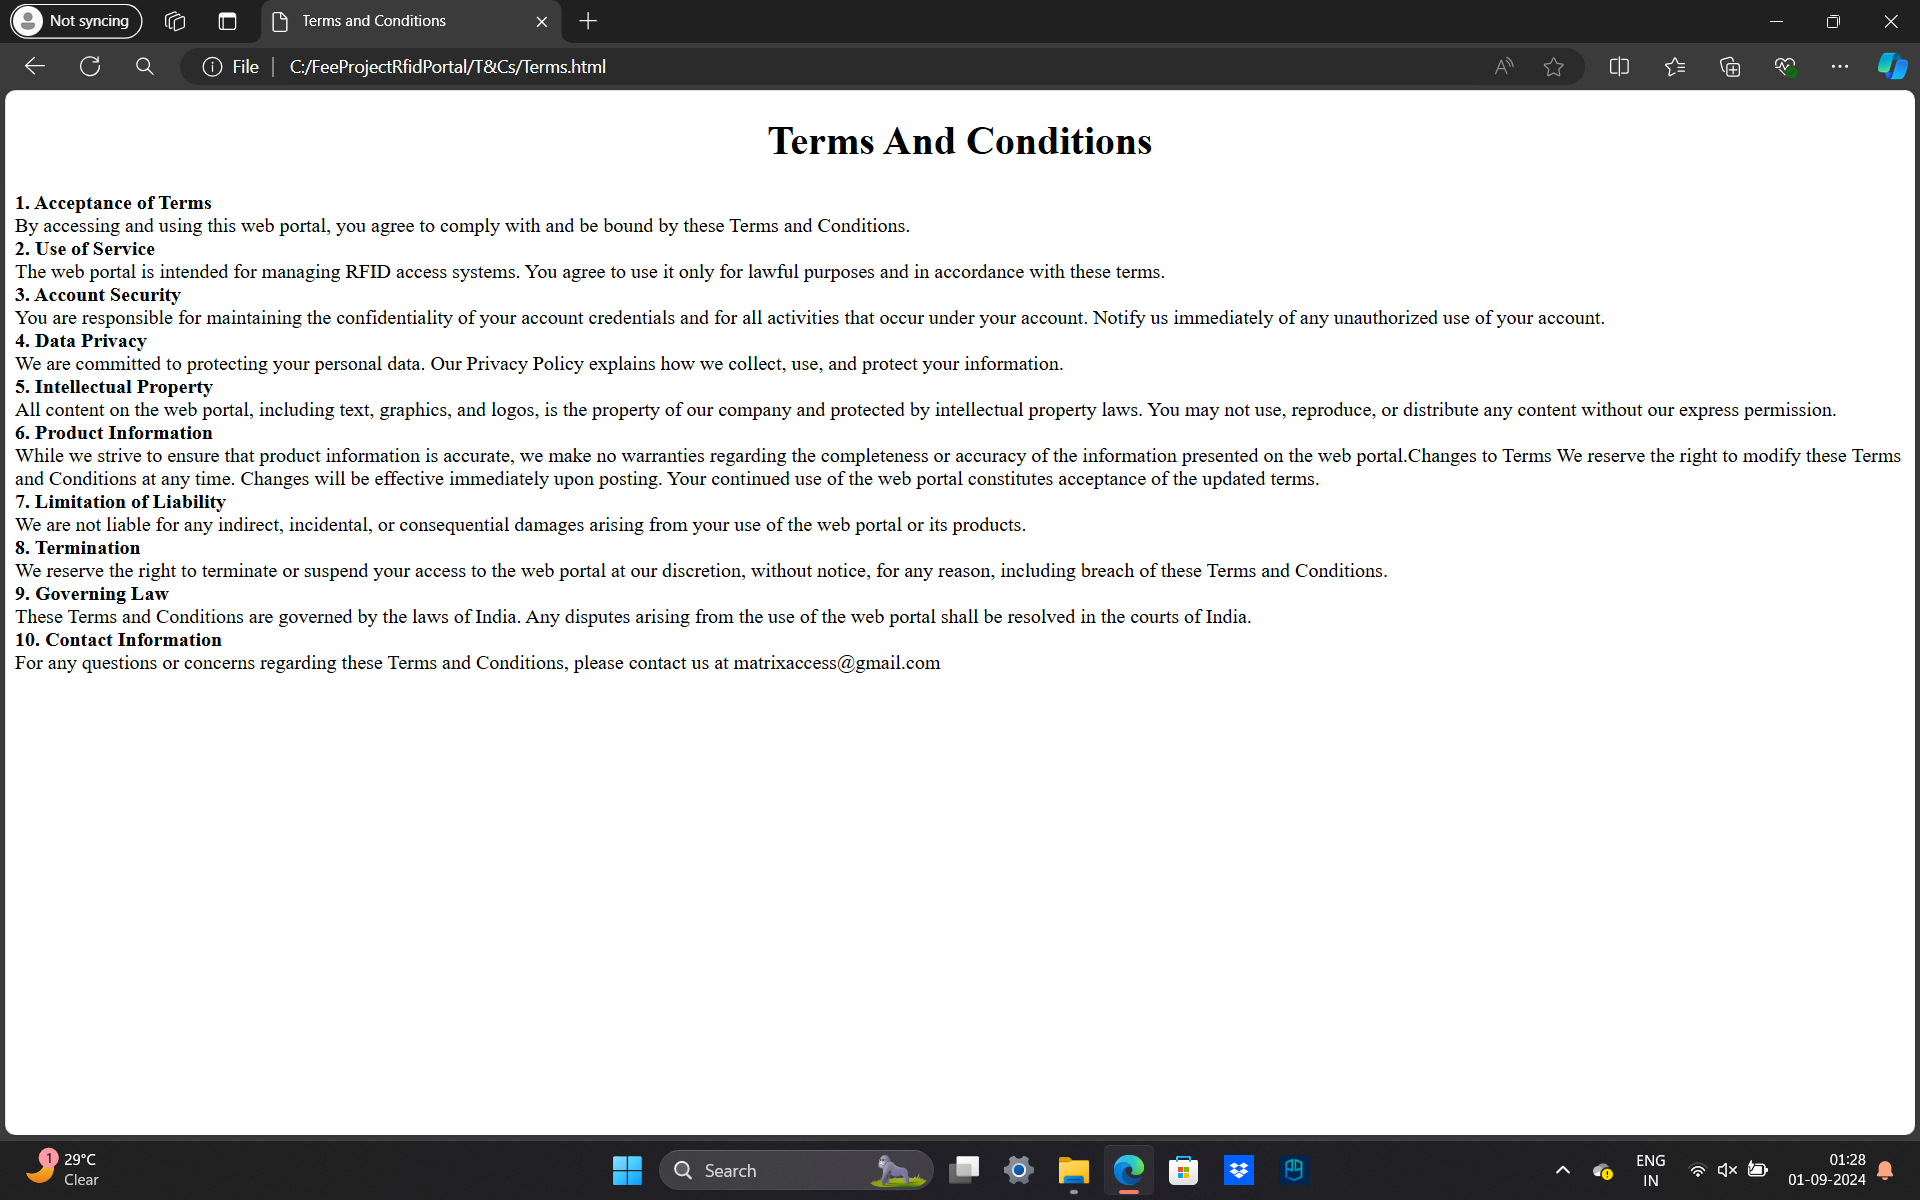 Not syncing
Terms and Conditions
File
C:/FeeProjectRfidPortal/T&Cs/Terms.html
Terms And Conditions
1. Acceptance of Terms
By accessing and using this web portal, you agree to comply with and be bound by these Terms and Conditions.
2. Use of Service
The web portal is intended for managing RFID access systems. You agree to use it only for lawful purposes and in accordance with these terms.
3. Account Security
You are responsible for maintaining the confidentiality of your account credentials and for all activities that occur under your account. Notify us immediately of any unauthorized use of your account.
4. Data Privacy
We are committed to protecting your personal data. Our Privacy Policy explains how we collect, use, and protect your information.
5. Intellectual Property
All content on the web portal, including text, graphics, and logos, is the property of our company and protected by intellectual property laws. You may not use, reproduce, or distribute any content without our express permission.
6. Product Information
While we strive to ensure that product information is accurate, we make no warranties regarding the completeness or accuracy of the information presented on the web portal.Changes to Terms We reserve the right to modify these Terms
and Conditions at any time. Changes will be effective immediately upon posting. Your continued use of the web portal constitutes acceptance of the updated terms.
7. Limitation of Liability
We are not liable for any indirect, incidental, or consequential damages arising from your use of the web portal or its products.
8. Termination
We reserve the right to terminate or suspend your access to the web portal at our discretion, without notice, for any reason, including breach of these Terms and Conditions.
9. Governing Law
These Terms and Conditions are governed by the laws of India. Any disputes arising from the use of the web portal shall be resolved in the courts of India.
10. Contact Information
For any questions or concerns regarding these Terms and Conditions, please contact us at matrixaccess@gmail.com
1
29°C
Clear
Search
ENG
IN
01:28
01-09-2024